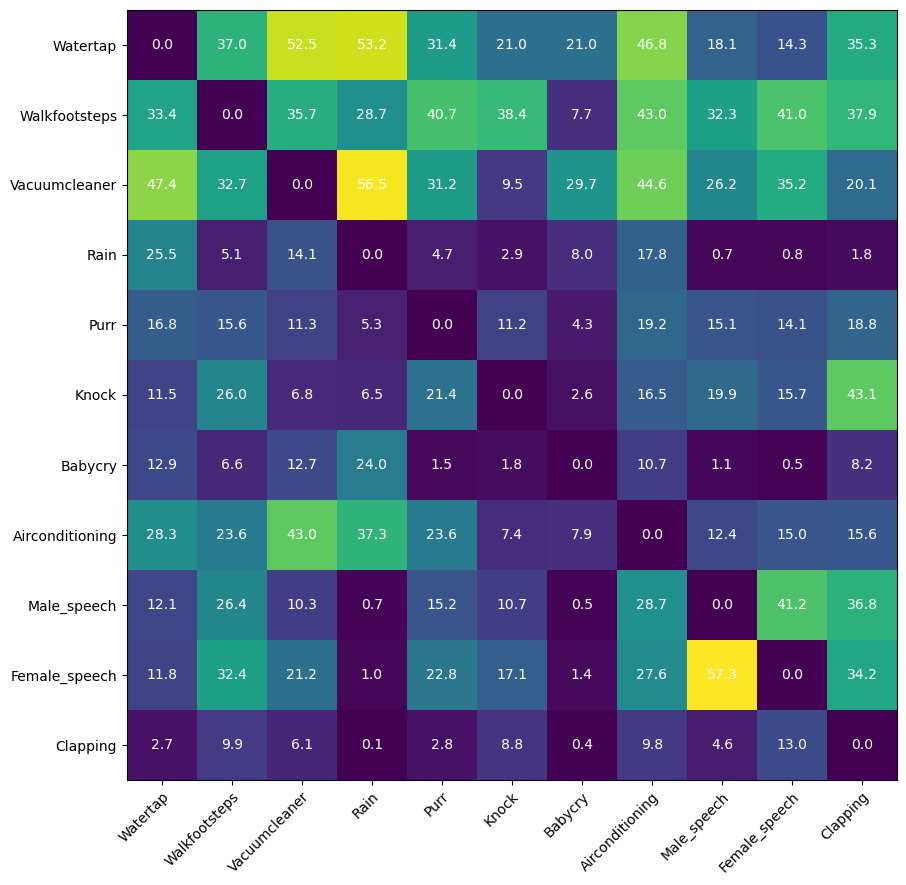 Watertap 0.0 37.0 52.5 53.2 31.4 21.0 21.0 46.8 18.1 14.3 35.3
Walkfootsteps 33.4 0.0 35.7 28.7 40.7 38.4 7.7 43.0 32.3 41.0 37.9
Vacuumcleaner 47.4 32.7 0.0 56.5 31.2 9.5 29.7 44.6 26.2 35.2 20.1
Rain 25.5 5.1 14.1 0.0 4.7 2.9 8.0 17.8 0.7 0.8 1.8
Purr 16.8 15.6 11.3 5.3 0.0 11.2 4.3 19.2 15.1 14.1 18.8
Knock 11.5 26.0 6.8 6.5 21.4 0.0 2.6 16.5 19.9 15.7 43.1
Babycry 12.9 6.6 12.7 24.0 1.5 1.8 0.0 10.7 1.1 0.5 8.2
Airconditioning 28.3 23.6 43.0 37.3 23.6 7.4 7.9 0.0 12.4 15.0 15.6
Male_speech 12.1 26.4 10.3 0.7 15.2 10.7 0.5 28.7 0.0 41.2 36.8
Female_speech 11.8 32.4 21.2 1.0 22.8 17.1 1.4 27.6 57.3 0.0 34.2
Clapping 2.7 9.9 6.1 0.1 2.8 8.8 0.4 9.8 4.6 13.0 0.0
Watertap Walkfootsteps Vacuumcleaner Rain Purr Knock Babycry Airconditioning Male_speech Female_speech Clapping